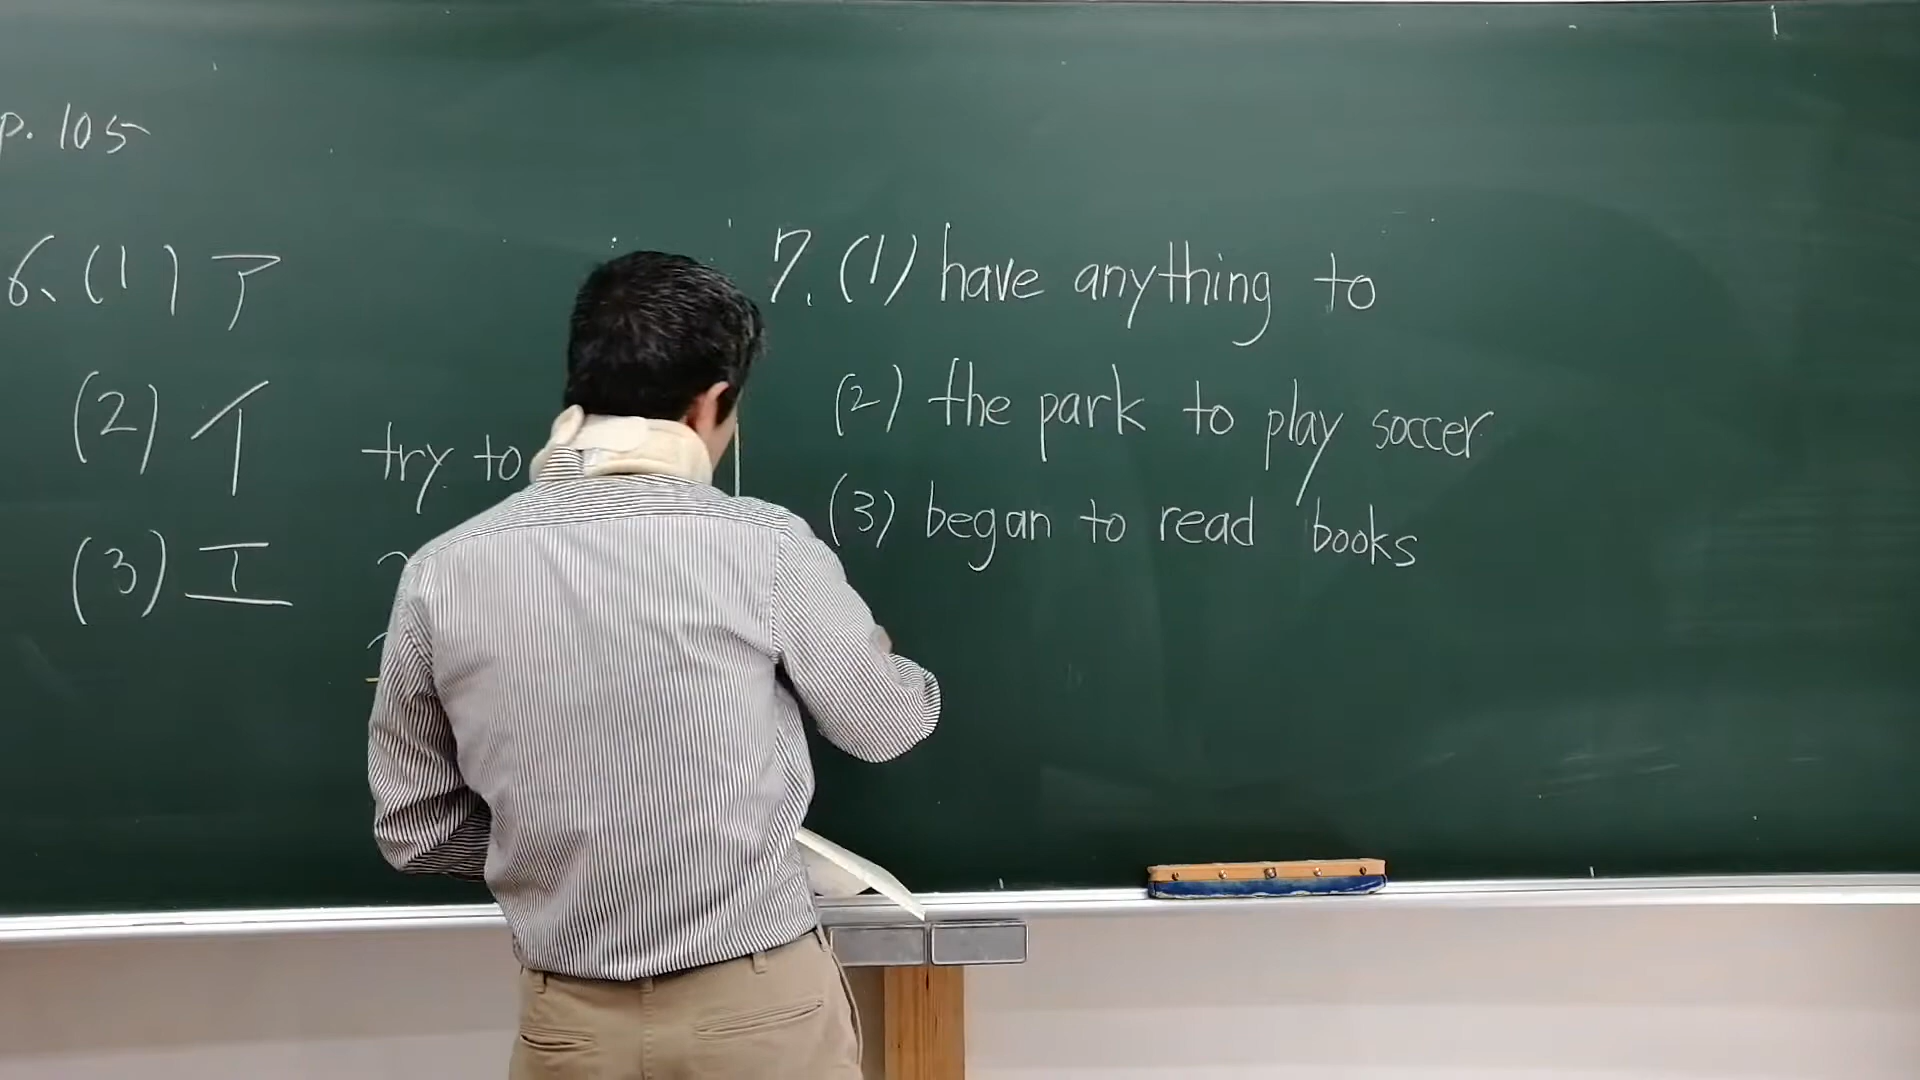 p. 105
6. (1) ア
(2) イ
try to
(3) エ
7. (1) have anything to
(2) the park to play soccer
(3) began to read books